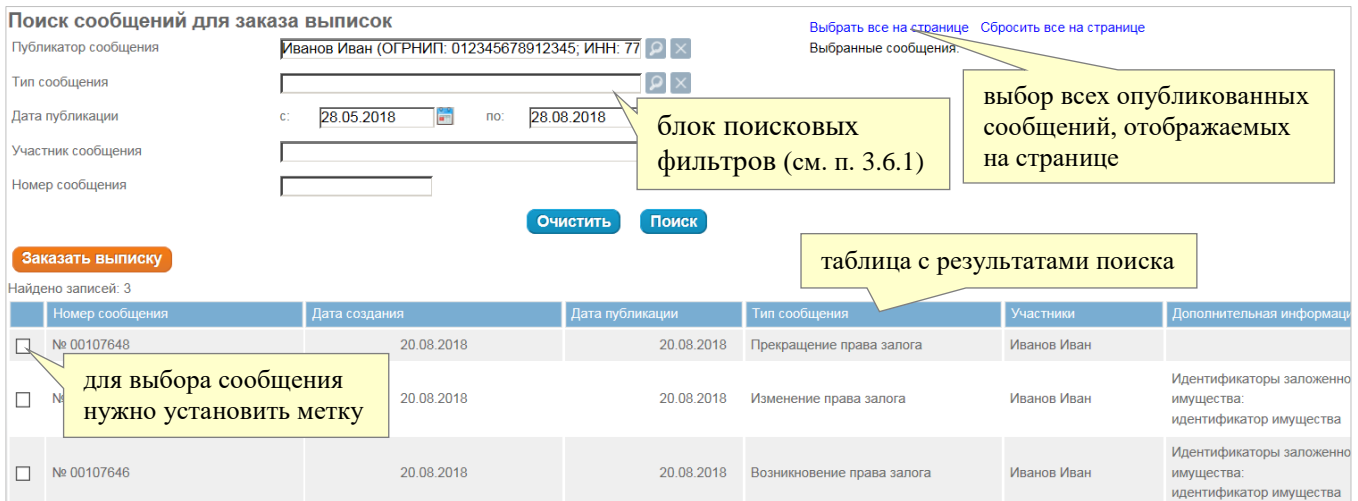 Поиск сообщений для заказа выписок
Выбрать все на странице Сбросить все на странице
Публикатор сообщения Иванов Иван (ОГРНИП: 012345678912345; ИНН: 77
Выбранные сообщения:
Тип сообщения
выбор всех опубликованных
сообщений, отображаемых
на странице
Дата публикации с: 28.05.2018 по: 28.08.2018
блок поисковых
фильтров (см. п. 3.6.1)
Участник сообщения
Номер сообщения
Очистить Поиск
Заказать выписку
таблица с результатами поиска
Найдено записей: 3
Номер сообщения Дата создания Дата публикации Тип сообщения Участники Дополнительная информаци
№ 00107648 20.08.2018 20.08.2018 Прекращение права залога Иванов Иван
для выбора сообщения
нужно установить метку
№ 20.08.2018 20.08.2018 Изменение права залога Иванов Иван Идентификаторы заложенно
имущества:
идентификатор имущества
№ 00107646 20.08.2018 20.08.2018 Возникновение права залога Иванов Иван Идентификаторы заложенно
имущества:
идентификатор имущества